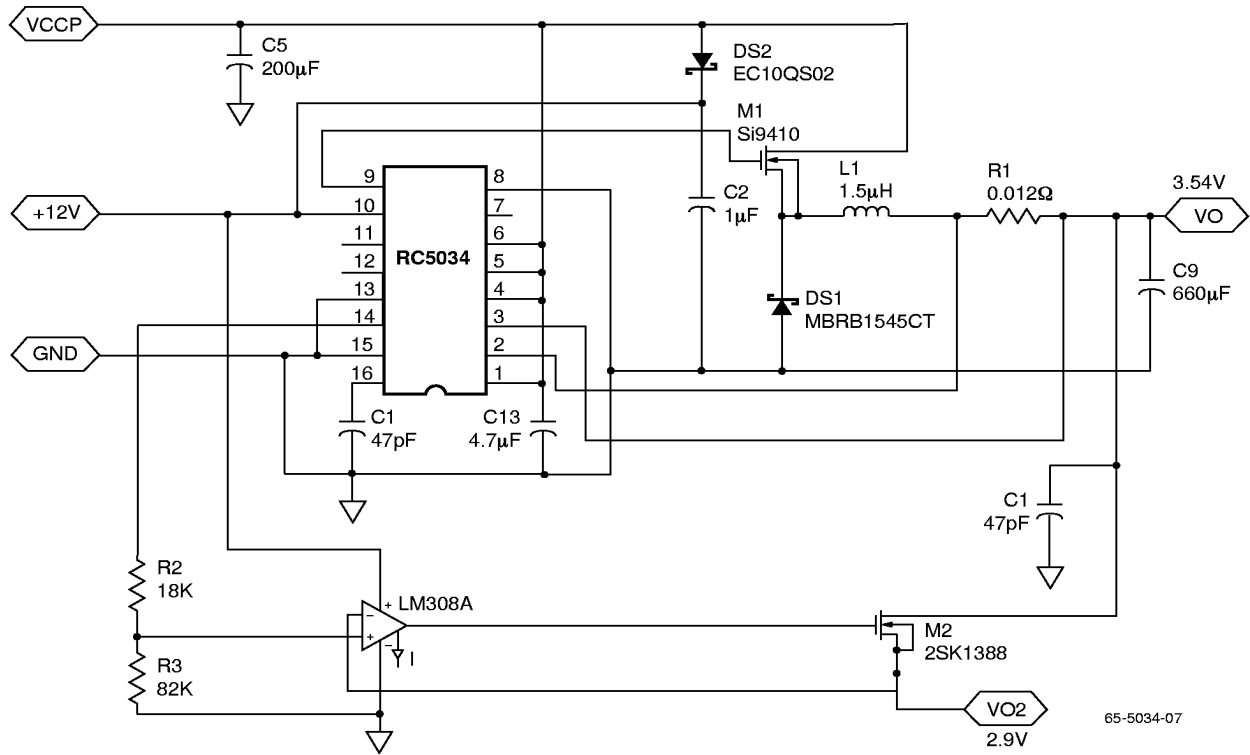 VCCP
C5
200μF
DS2
EC10QS02
M1
Si9410
L1
1.5μH
R1
0.012Ω
3.54V
VO
+12V
9
10
11
12
13
14
15
16
RC5034
8
7
6
5
4
3
2
1
C2
1μF
DS1
MBRB1545CT
C9
660μF
GND
C1
47pF
C13
4.7μF
C1
47pF
R2
18K
LM308A
+
−
+
−
I
M2
2SK1388
R3
82K
VO2
2.9V
65-5034-07